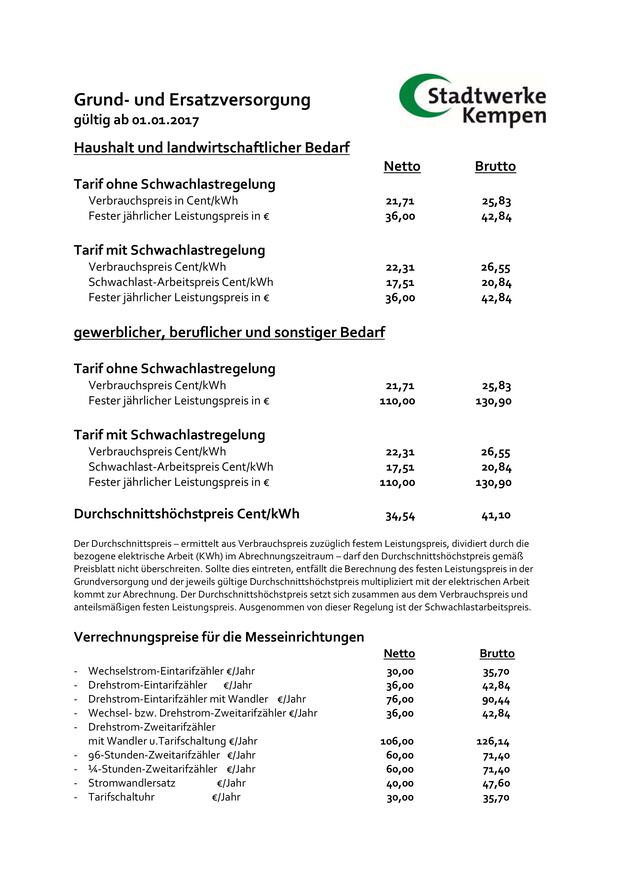 Stadtwerke
Kempen
Grund- und Ersatzversorgung
gültig ab 01.01.2017
Haushalt und landwirtschaftlicher Bedarf
Netto Brutto
Tarif ohne Schwachlastregelung
Verbrauchspreis in Cent/kWh 21,71 25,83
Fester jährlicher Leistungspreis in € 36,00 42,84
Tarif mit Schwachlastregelung
Verbrauchspreis Cent/kWh 22,31 26,55
Schwachlast-Arbeitspreis Cent/kWh 17,51 20,84
Fester jährlicher Leistungspreis in € 36,00 42,84
gewerblicher, beruflicher und sonstiger Bedarf
Tarif ohne Schwachlastregelung
Verbrauchspreis Cent/kWh 21,71 25,83
Fester jährlicher Leistungspreis in € 110,00 130,90
Tarif mit Schwachlastregelung
Verbrauchspreis Cent/kWh 22,31 26,55
Schwachlast-Arbeitspreis Cent/kWh 17,51 20,84
Fester jährlicher Leistungspreis in € 110,00 130,90
Durchschnittshöchstpreis Cent/kWh 34,54 41,10
Der Durchschnittspreis – ermittelt aus Verbrauchspreis zuzüglich festem Leistungspreis, dividiert durch die
bezogene elektrische Arbeit (KWh) im Abrechnungszeitraum – darf den Durchschnittshöchstpreis gemäß
Preisblatt nicht überschreiten. Sollte dies eintreten, entfällt die Berechnung des festen Leistungspreis in der
Grundversorgung und der jeweils gültige Durchschnittshöchstpreis multipliziert mit der elektrischen Arbeit
kommt zur Abrechnung. Der Durchschnittshöchstpreis setzt sich zusammen aus dem Verbrauchspreis und
anteilsmäßigen festen Leistungspreis. Ausgenommen von dieser Regelung ist der Schwachlastarbeitspreis.
Verrechnungspreise für die Messeinrichtungen
Netto Brutto
- Wechselstrom-Eintarifzähler €/Jahr 30,00 35,70
- Drehstrom-Eintarifzähler €/Jahr 36,00 42,84
- Drehstrom-Eintarifzähler mit Wandler €/Jahr 76,00 90,44
- Wechsel- bzw. Drehstrom-Zweitarifzähler €/Jahr 36,00 42,84
- Drehstrom-Zweitarifzähler
mit Wandler u.Tarifschaltung €/Jahr 106,00 126,14
- 96-Stunden-Zweitarifzähler €/Jahr 60,00 71,40
- ¼-Stunden-Zweitarifzähler €/Jahr 60,00 71,40
- Stromwandlersatz €/Jahr 40,00 47,60
- Tarifschaltuhr €/Jahr 30,00 35,70